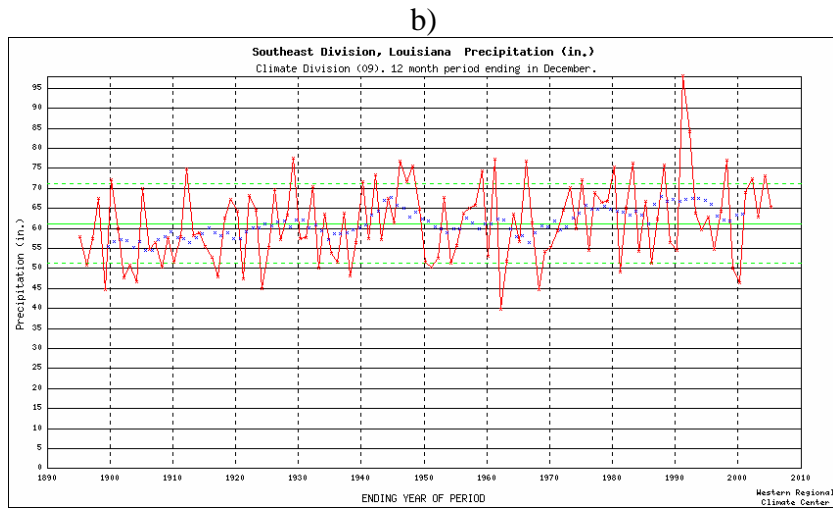 b)
Southeast Division, Louisiana Precipitation (in.)
Climate Division (09). 12 month period ending in December.
Precipitation (in.)
95
90
85
80
75
70
65
60
55
50
45
40
35
30
25
20
15
10
5
0
1890 1900 1910 1920 1930 1940 1950 1960 1970 1980 1990 2000 2010
ENDING YEAR OF PERIOD
Western Regional
Climate Center